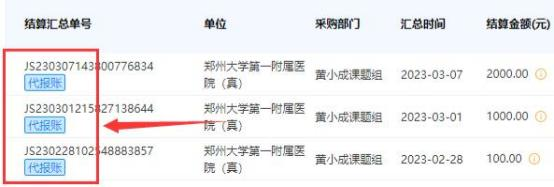 结算汇总单号 单位 采购部门 汇总时间 结算金额(元)
JS230307143800776834 郑州大学第一附属医院（真） 黄小成课题组 2023-03-07 2000.00
代报账
JS230301215827138644 郑州大学第一附属医院（真） 黄小成课题组 2023-03-01 1000.00
代报账
JS230228102548883857 郑州大学第一附属医院（真） 黄小成课题组 2023-02-28 100.00
代报账